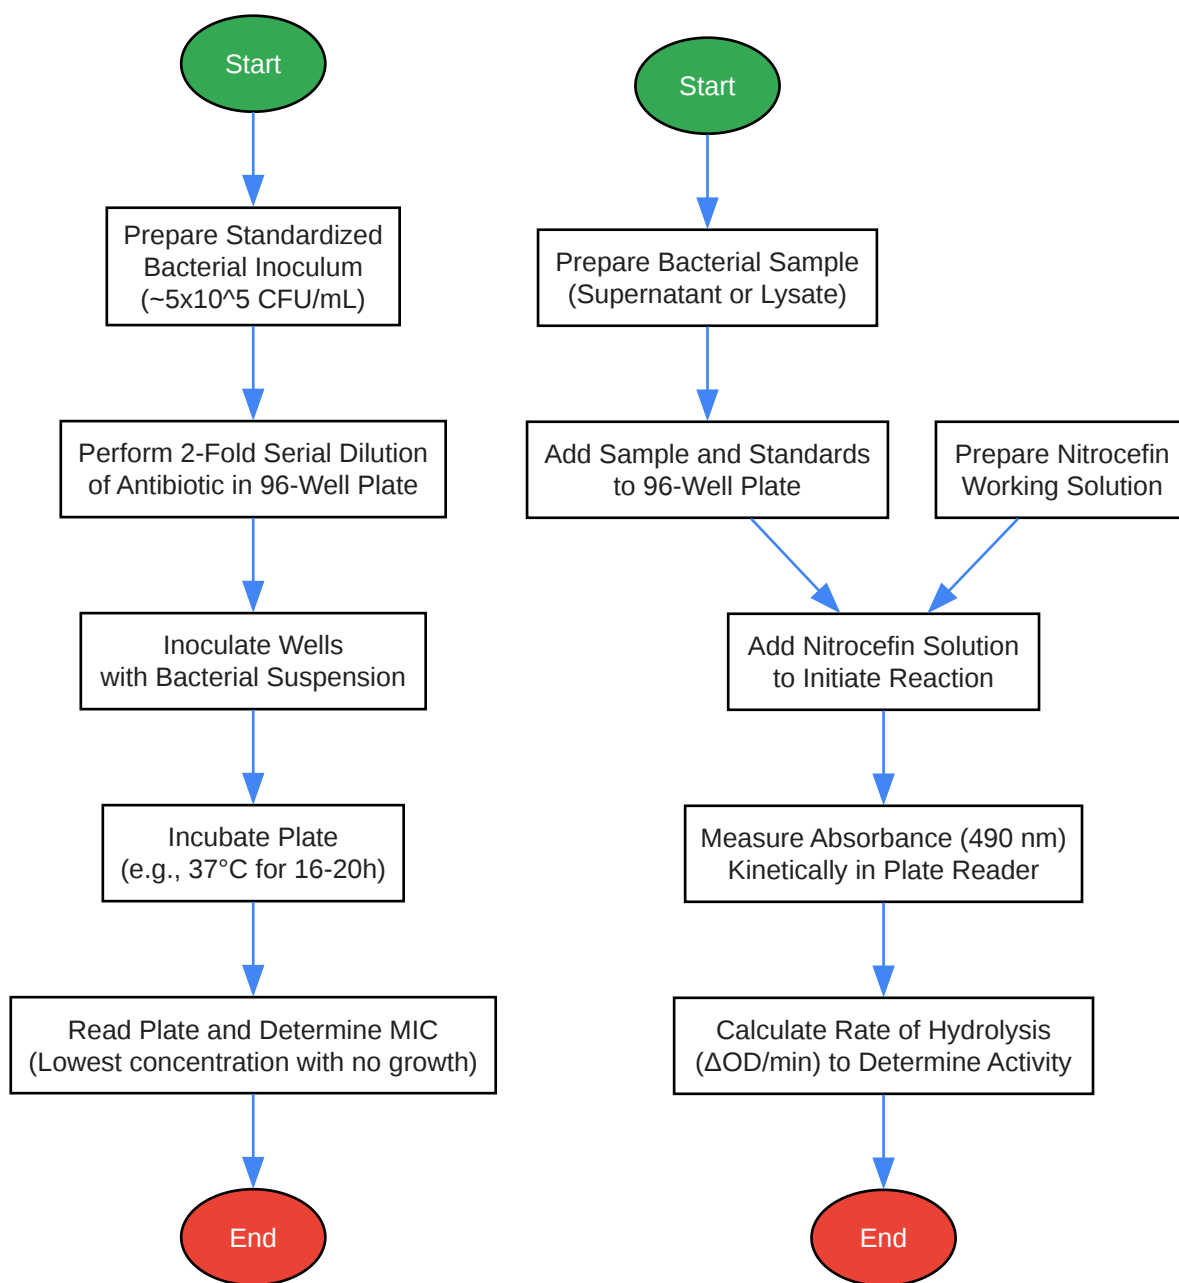 Start
Prepare Standardized
Bacterial Inoculum
(~5x10^5 CFU/mL)
Perform 2-Fold Serial Dilution
of Antibiotic in 96-Well Plate
Inoculate Wells
with Bacterial Suspension
Incubate Plate
(e.g., 37°C for 16-20h)
Read Plate and Determine MIC
(Lowest concentration with no growth)
End
Start
Prepare Bacterial Sample
(Supernatant or Lysate)
Add Sample and Standards
to 96-Well Plate
Prepare Nitrocefin
Working Solution
Add Nitrocefin Solution
to Initiate Reaction
Measure Absorbance (490 nm)
Kinetically in Plate Reader
Calculate Rate of Hydrolysis
(ΔOD/min) to Determine Activity
End